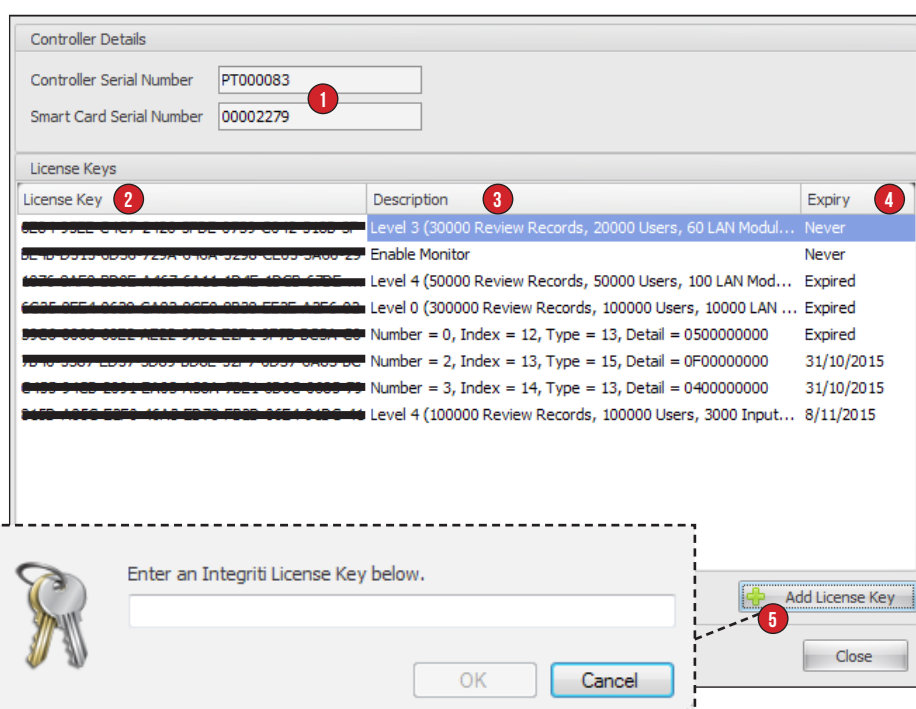 Controller Details
Controller Serial Number PT000083
1
Smart Card Serial Number 00002279
License Keys
License Key 2 Description 3 Expiry 4
Level 3 (30000 Review Records, 20000 Users, 60 LAN Modul... Never
Enable Monitor Never
Level 4 (50000 Review Records, 50000 Users, 100 LAN Mod... Expired
Level 0 (300000 Review Records, 100000 Users, 10000 LAN ... Expired
Number = 0, Index = 12, Type = 13, Detail = 0500000000 Expired
Number = 2, Index = 13, Type = 15, Detail = 0F00000000 31/10/2015
Number = 3, Index = 14, Type = 13, Detail = 0400000000 31/10/2015
Level 4 (100000 Review Records, 100000 Users, 3000 Input... 8/11/2015
Enter an Integriti License Key below.
Add License Key
5
Close
OK Cancel